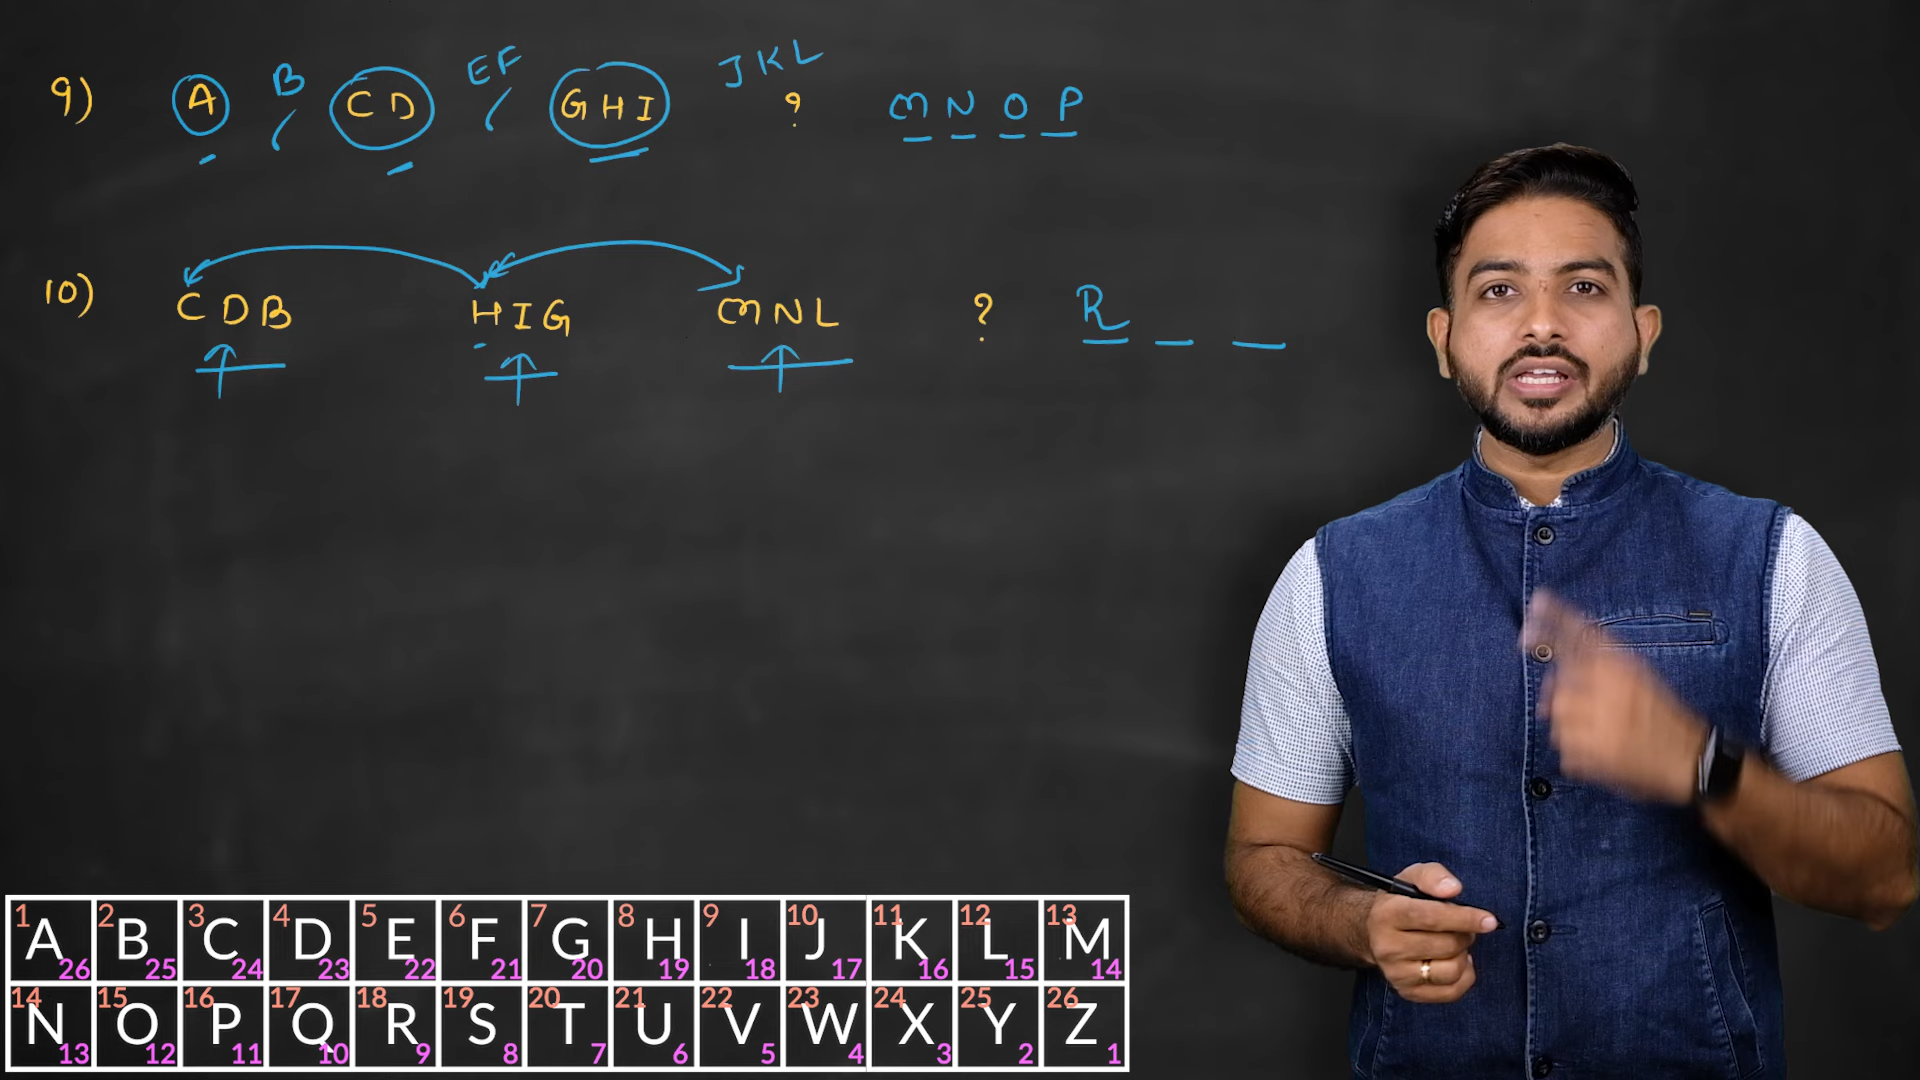 B EF JKL
9) A CD GHI ? MNOP
10) CDB HIG MNL ? R _ _
1 A 26 2 B 25 3 C 24 4 D 23 5 E 22 6 F 21 7 G 20 8 H 19 9 I 18 10 J 17 11 K 16 12 L 15 13 M 14
14 N 13 15 O 12 16 P 11 17 Q 10 18 R 9 19 S 8 20 T 7 21 U 6 22 V 5 23 W 4 24 X 3 25 Y 2 26 Z 1